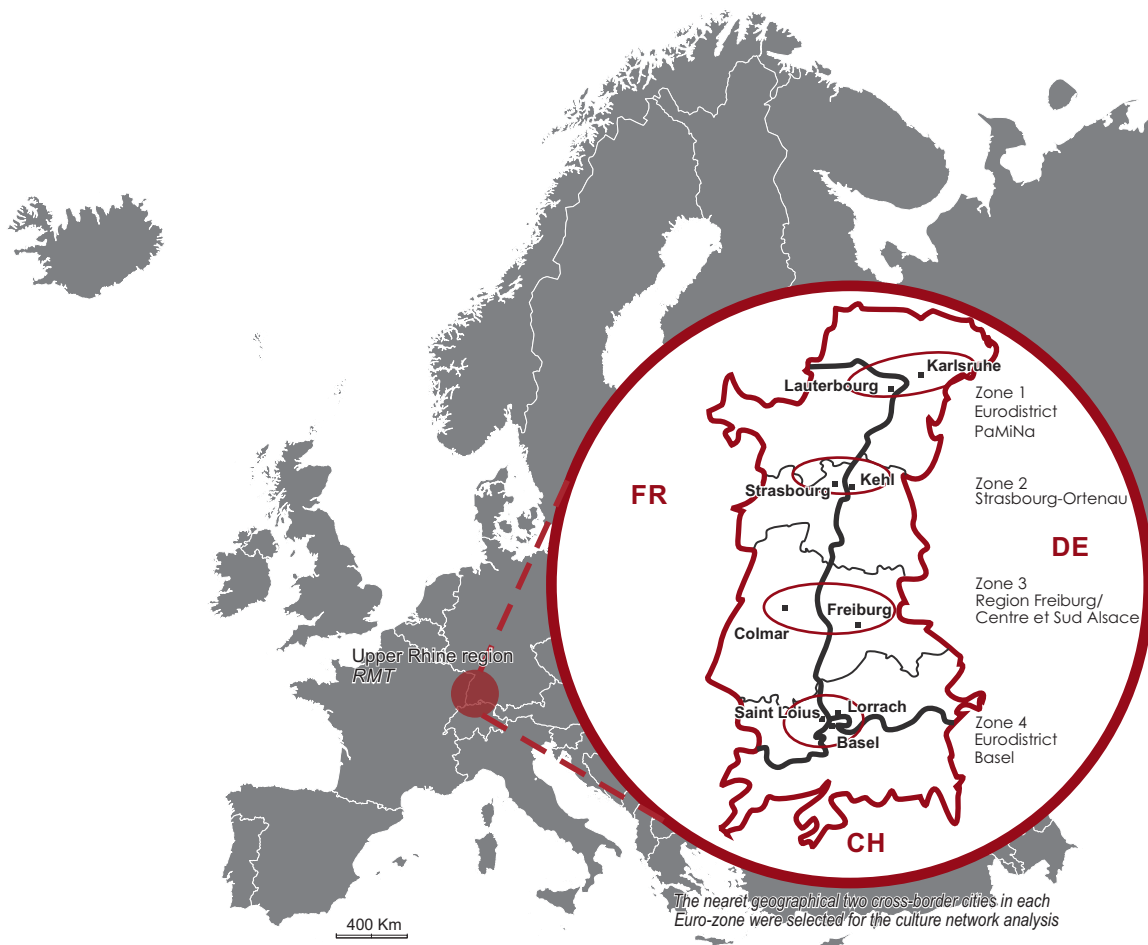 Karlsruhe
Lauterbourg
Zone 1
Eurodistrict
PaMiNa
Strasbourg
Kehl
Zone 2
Strasbourg-Ortenau
FR
DE
Zone 3
Region Freiburg/
Centre et Sud Alsace
Freiburg
Colmar
Upper Rhine region
RMT
Saint Loius
Lorrach
Basel
Zone 4
Eurodistrict
Basel
CH
The nearet geographical two cross-border cities in each
Euro-zone were selected for the culture network analysis
400 Km